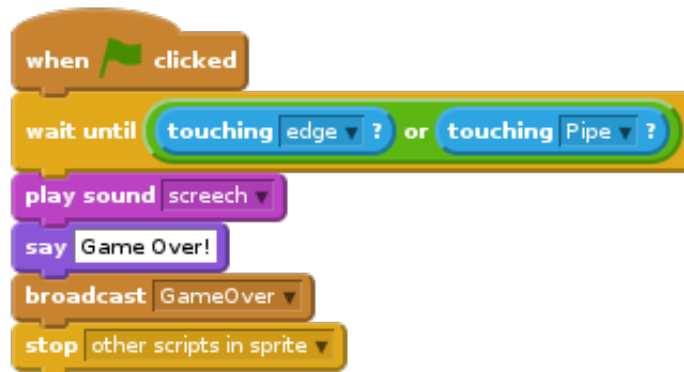 when clicked
wait until touching edge ? or touching Pipe ?
play sound screech
say Game Over!
broadcast GameOver
stop other scripts in sprite